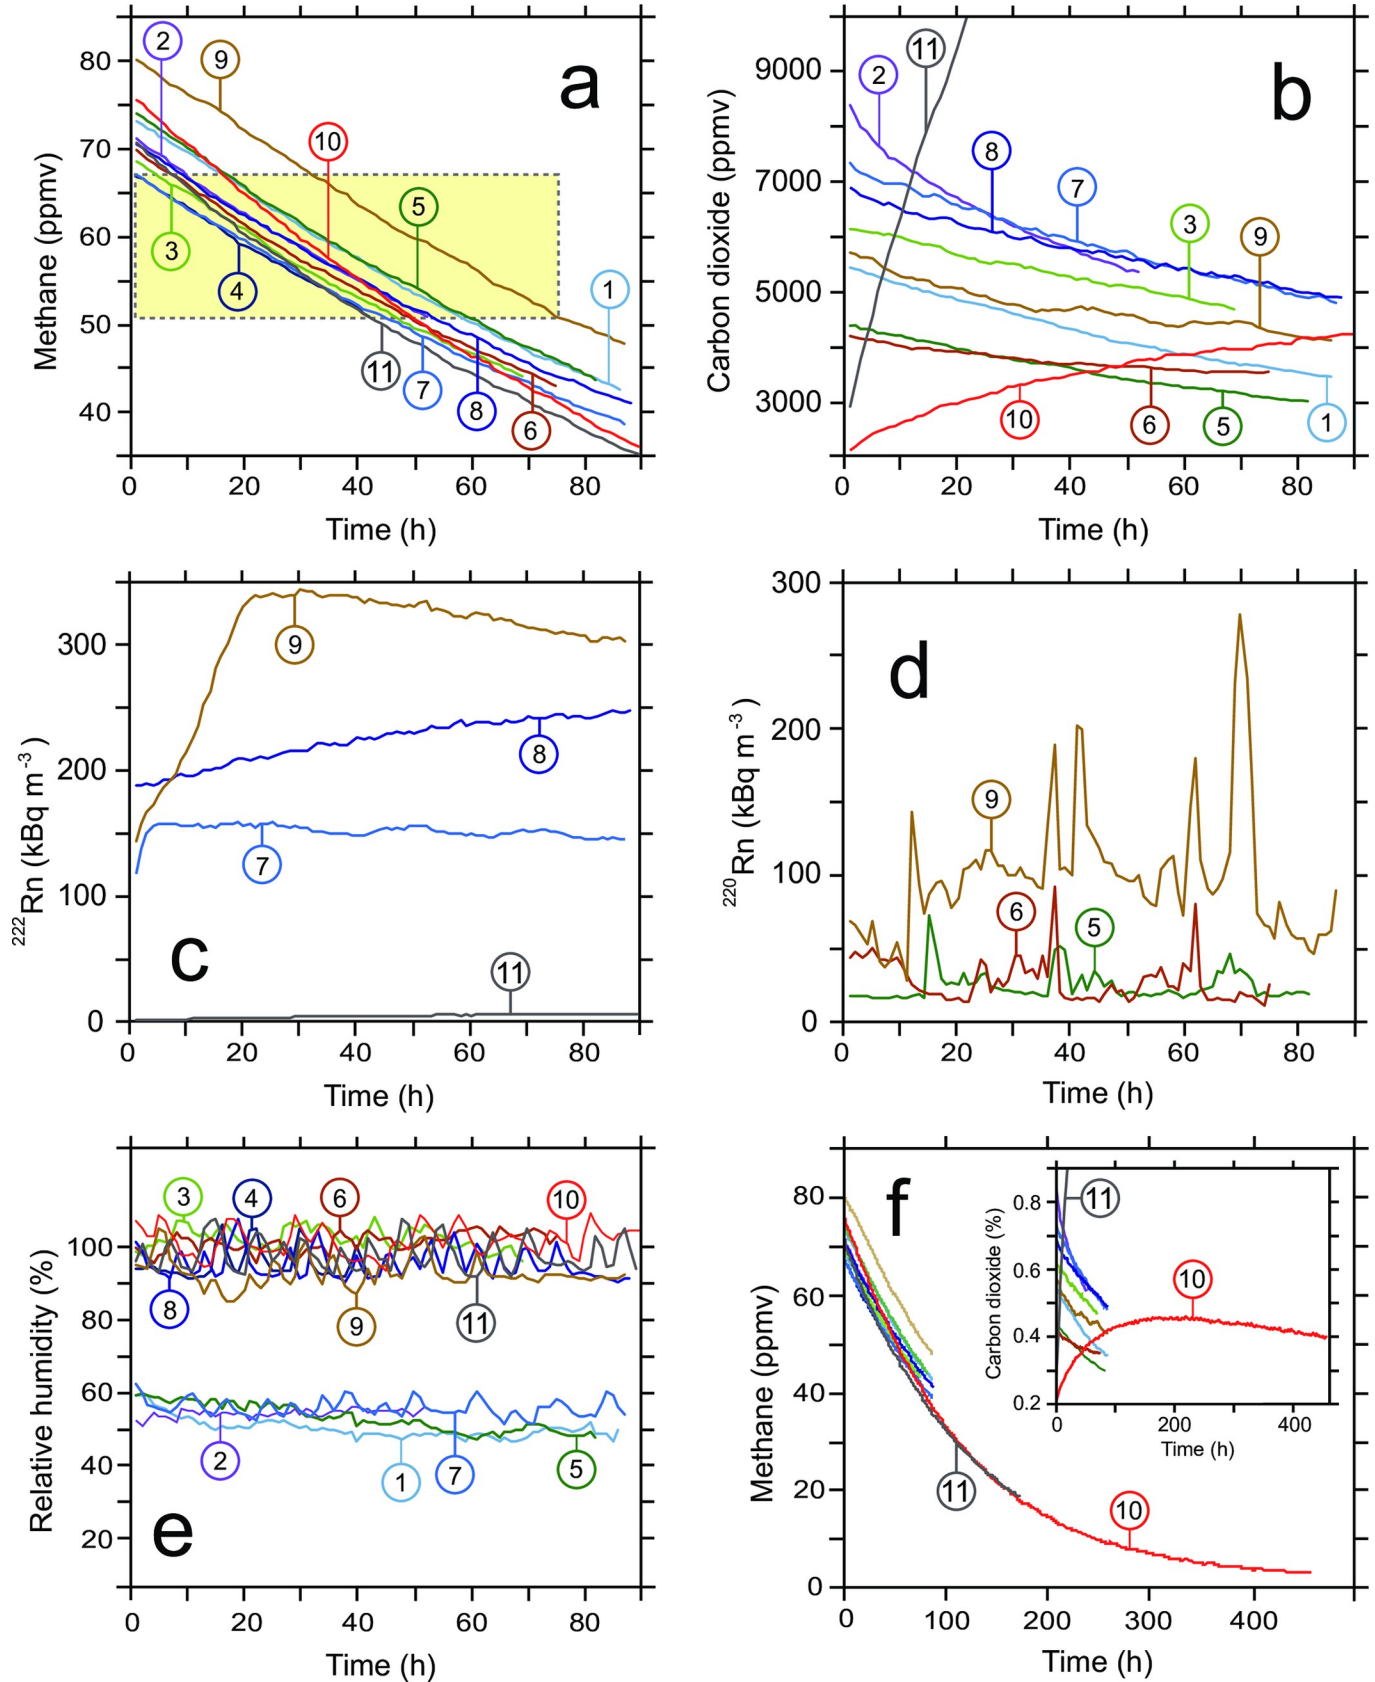 a
Methane (ppmv)
80
70
60
50
40
2
9
10
5
3
4
1
11
7
8
6
0 20 40 60 80
Time (h)
b
Carbon dioxide (ppmv)
9000
7000
5000
3000
11
2
8
7
3
9
10
6
5
1
0 20 40 60 80
Time (h)
c
²²²Rn (kBq m⁻³)
300
200
100
0
9
8
7
11
0 20 40 60 80
Time (h)
d
²²⁰Rn (kBq m⁻³)
300
200
100
0
9
6
5
0 20 40 60 80
Time (h)
e
Relative humidity (%)
100
80
60
40
20
3
4
6
10
8
9
11
2
1
7
5
0 20 40 60 80
Time (h)
f
Methane (ppmv)
80
60
40
20
0
11
10
0 100 200 300 400
Time (h)
Carbon dioxide (%)
0.8
0.6
0.4
0.2
11
10
0 200 400
Time (h)